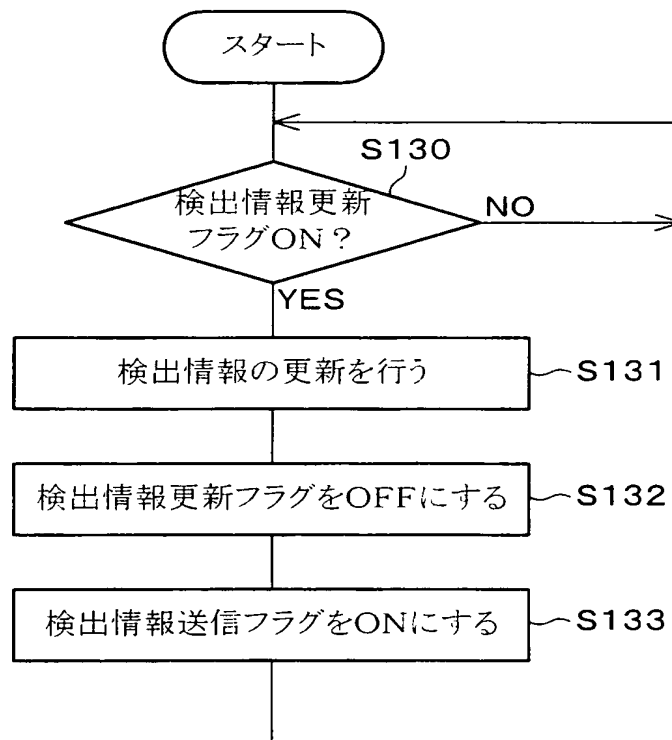 スタート
S130
検出情報更新
フラグON？
NO
YES
検出情報の更新を行う
S131
検出情報更新フラグをOFFにする
S132
検出情報送信フラグをONにする
S133